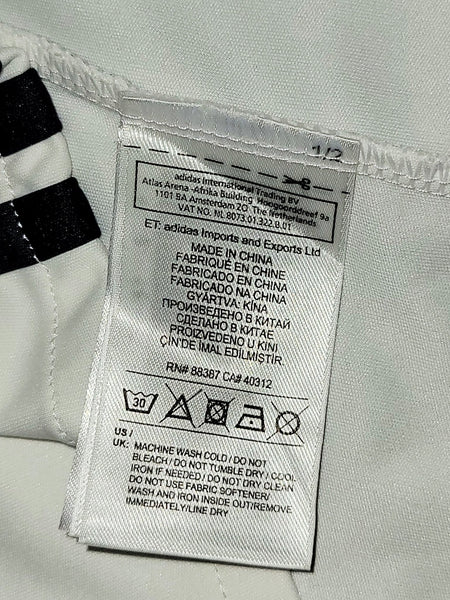 1/2
adidas International Trading BV
Atlas Arena -Afrika Building Hoogoorddreef 9a
1101 BA Amsterdam ZO The Netherlands
VAT NO. NL 8073.01.322.B.01
ET: adidas Imports and Exports Ltd
MADE IN CHINA
FABRIQUÉ EN CHINE
FABRICADO EN CHINA
FABRICADO NA CHINA
GYÁRTVA: KÍNA
ПРОИЗВЕДЕНО В КИТАЙ
СДЕЛАНО В КИТАЕ
PROIZVEDENO U KINI
ÇİN'DE İMAL EDİLMİŞTİR.
RN# 88387 CA# 40312
30
US /
UK: MACHINE WASH COLD / DO NOT
BLEACH / DO NOT TUMBLE DRY / COOL
IRON IF NEEDED / DO NOT DRY CLEAN
DO NOT USE FABRIC SOFTENER/
WASH AND IRON INSIDE OUT/REMOVE
IMMEDIATELY/LINE DRY